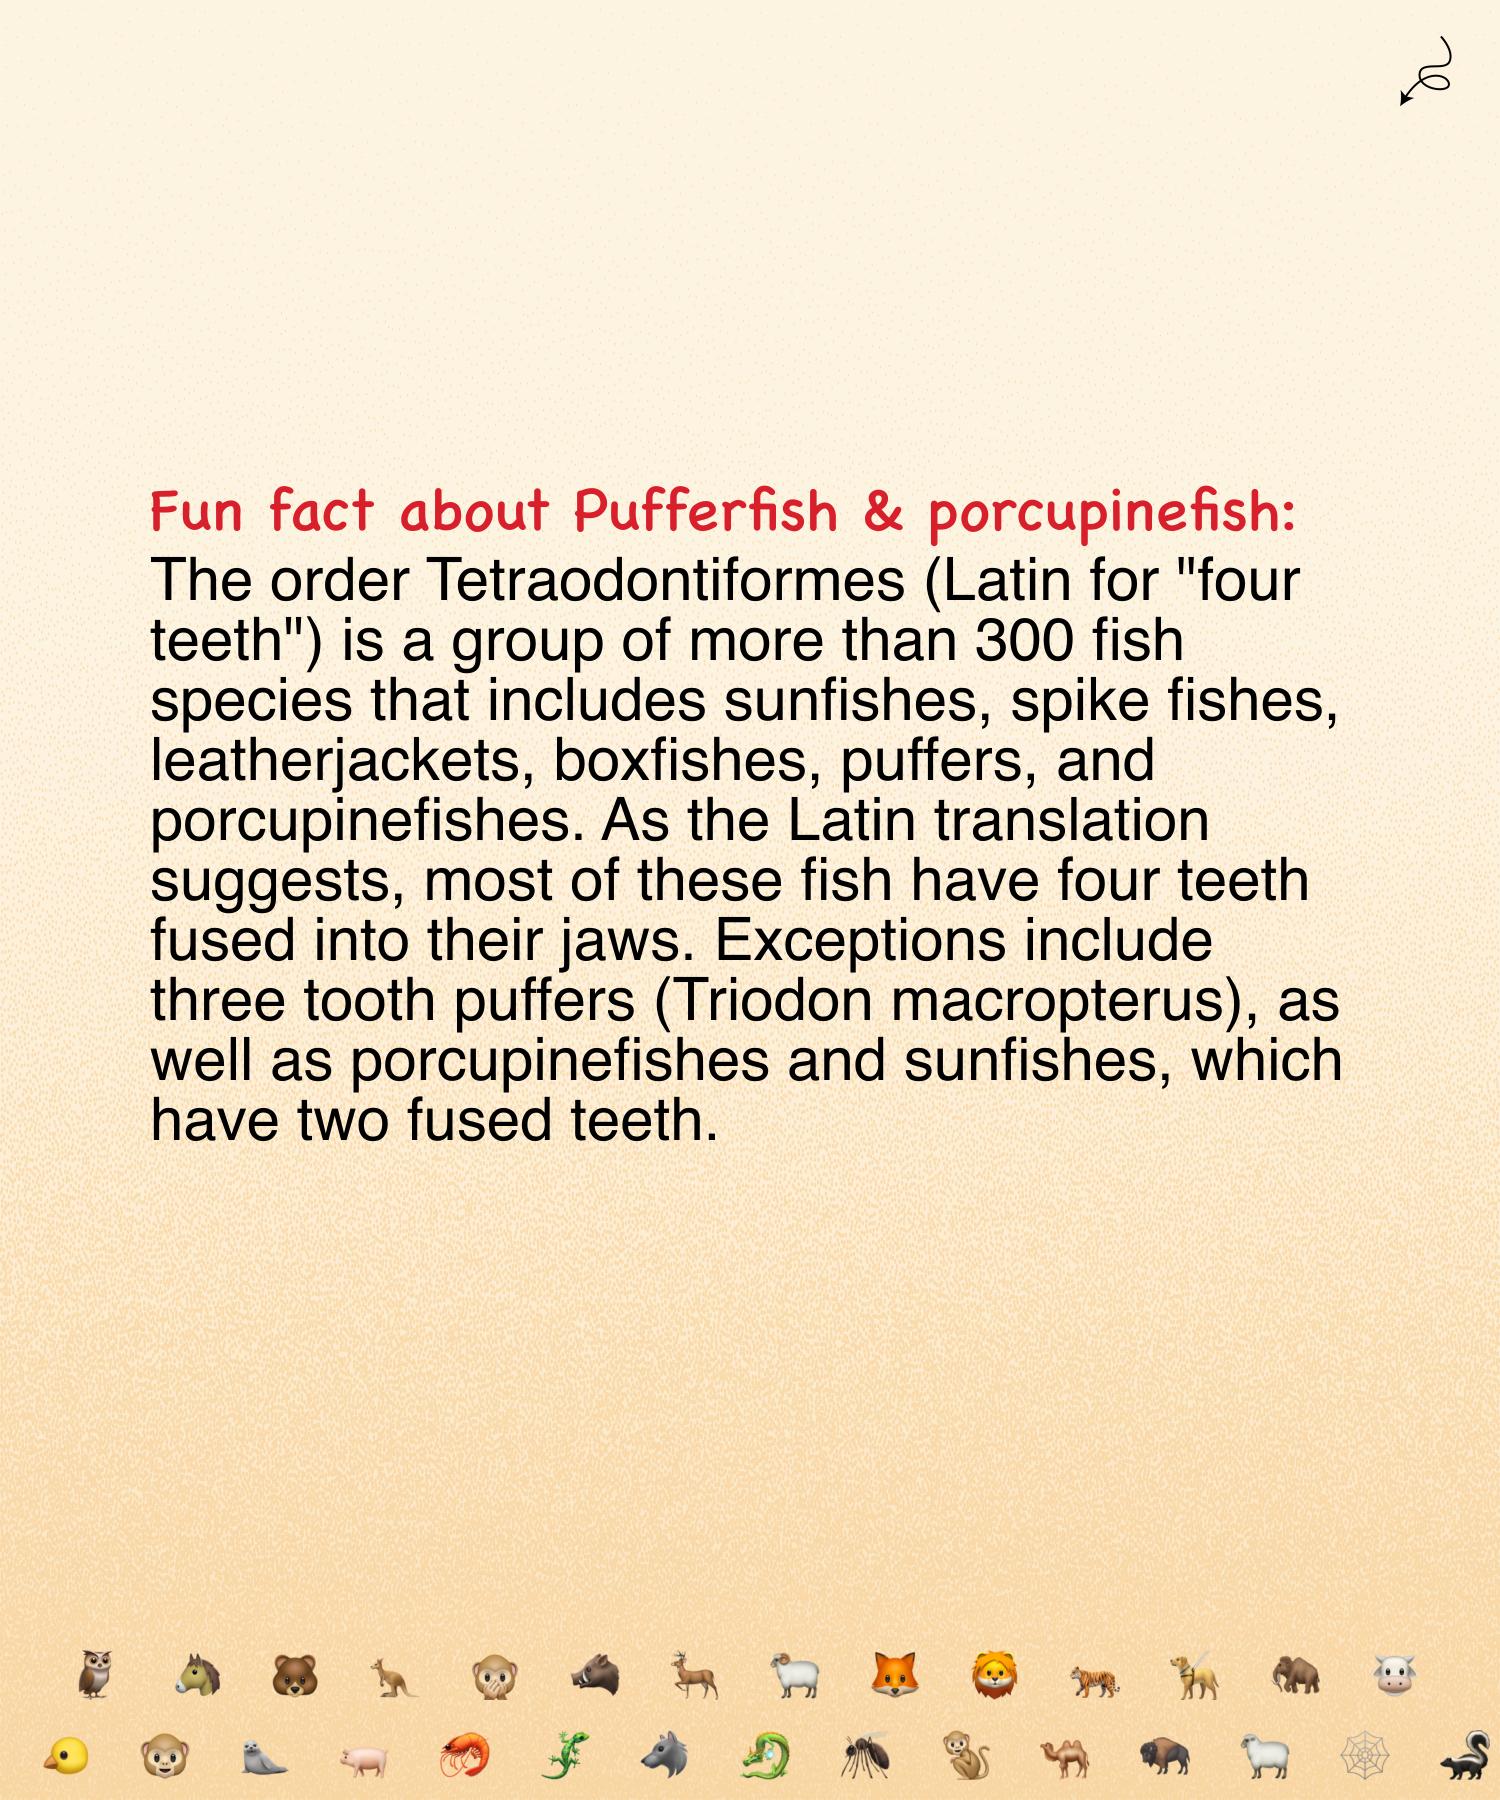 Fun fact about Pufferfish & porcupinefish:
The order Tetraodontiformes (Latin for "four
teeth") is a group of more than 300 fish
species that includes sunfishes, spike fishes,
leatherjackets, boxfishes, puffers, and
porcupinefishes. As the Latin translation
suggests, most of these fish have four teeth
fused into their jaws. Exceptions include
three tooth puffers (Triodon macropterus), as
well as porcupinefishes and sunfishes, which
have two fused teeth.